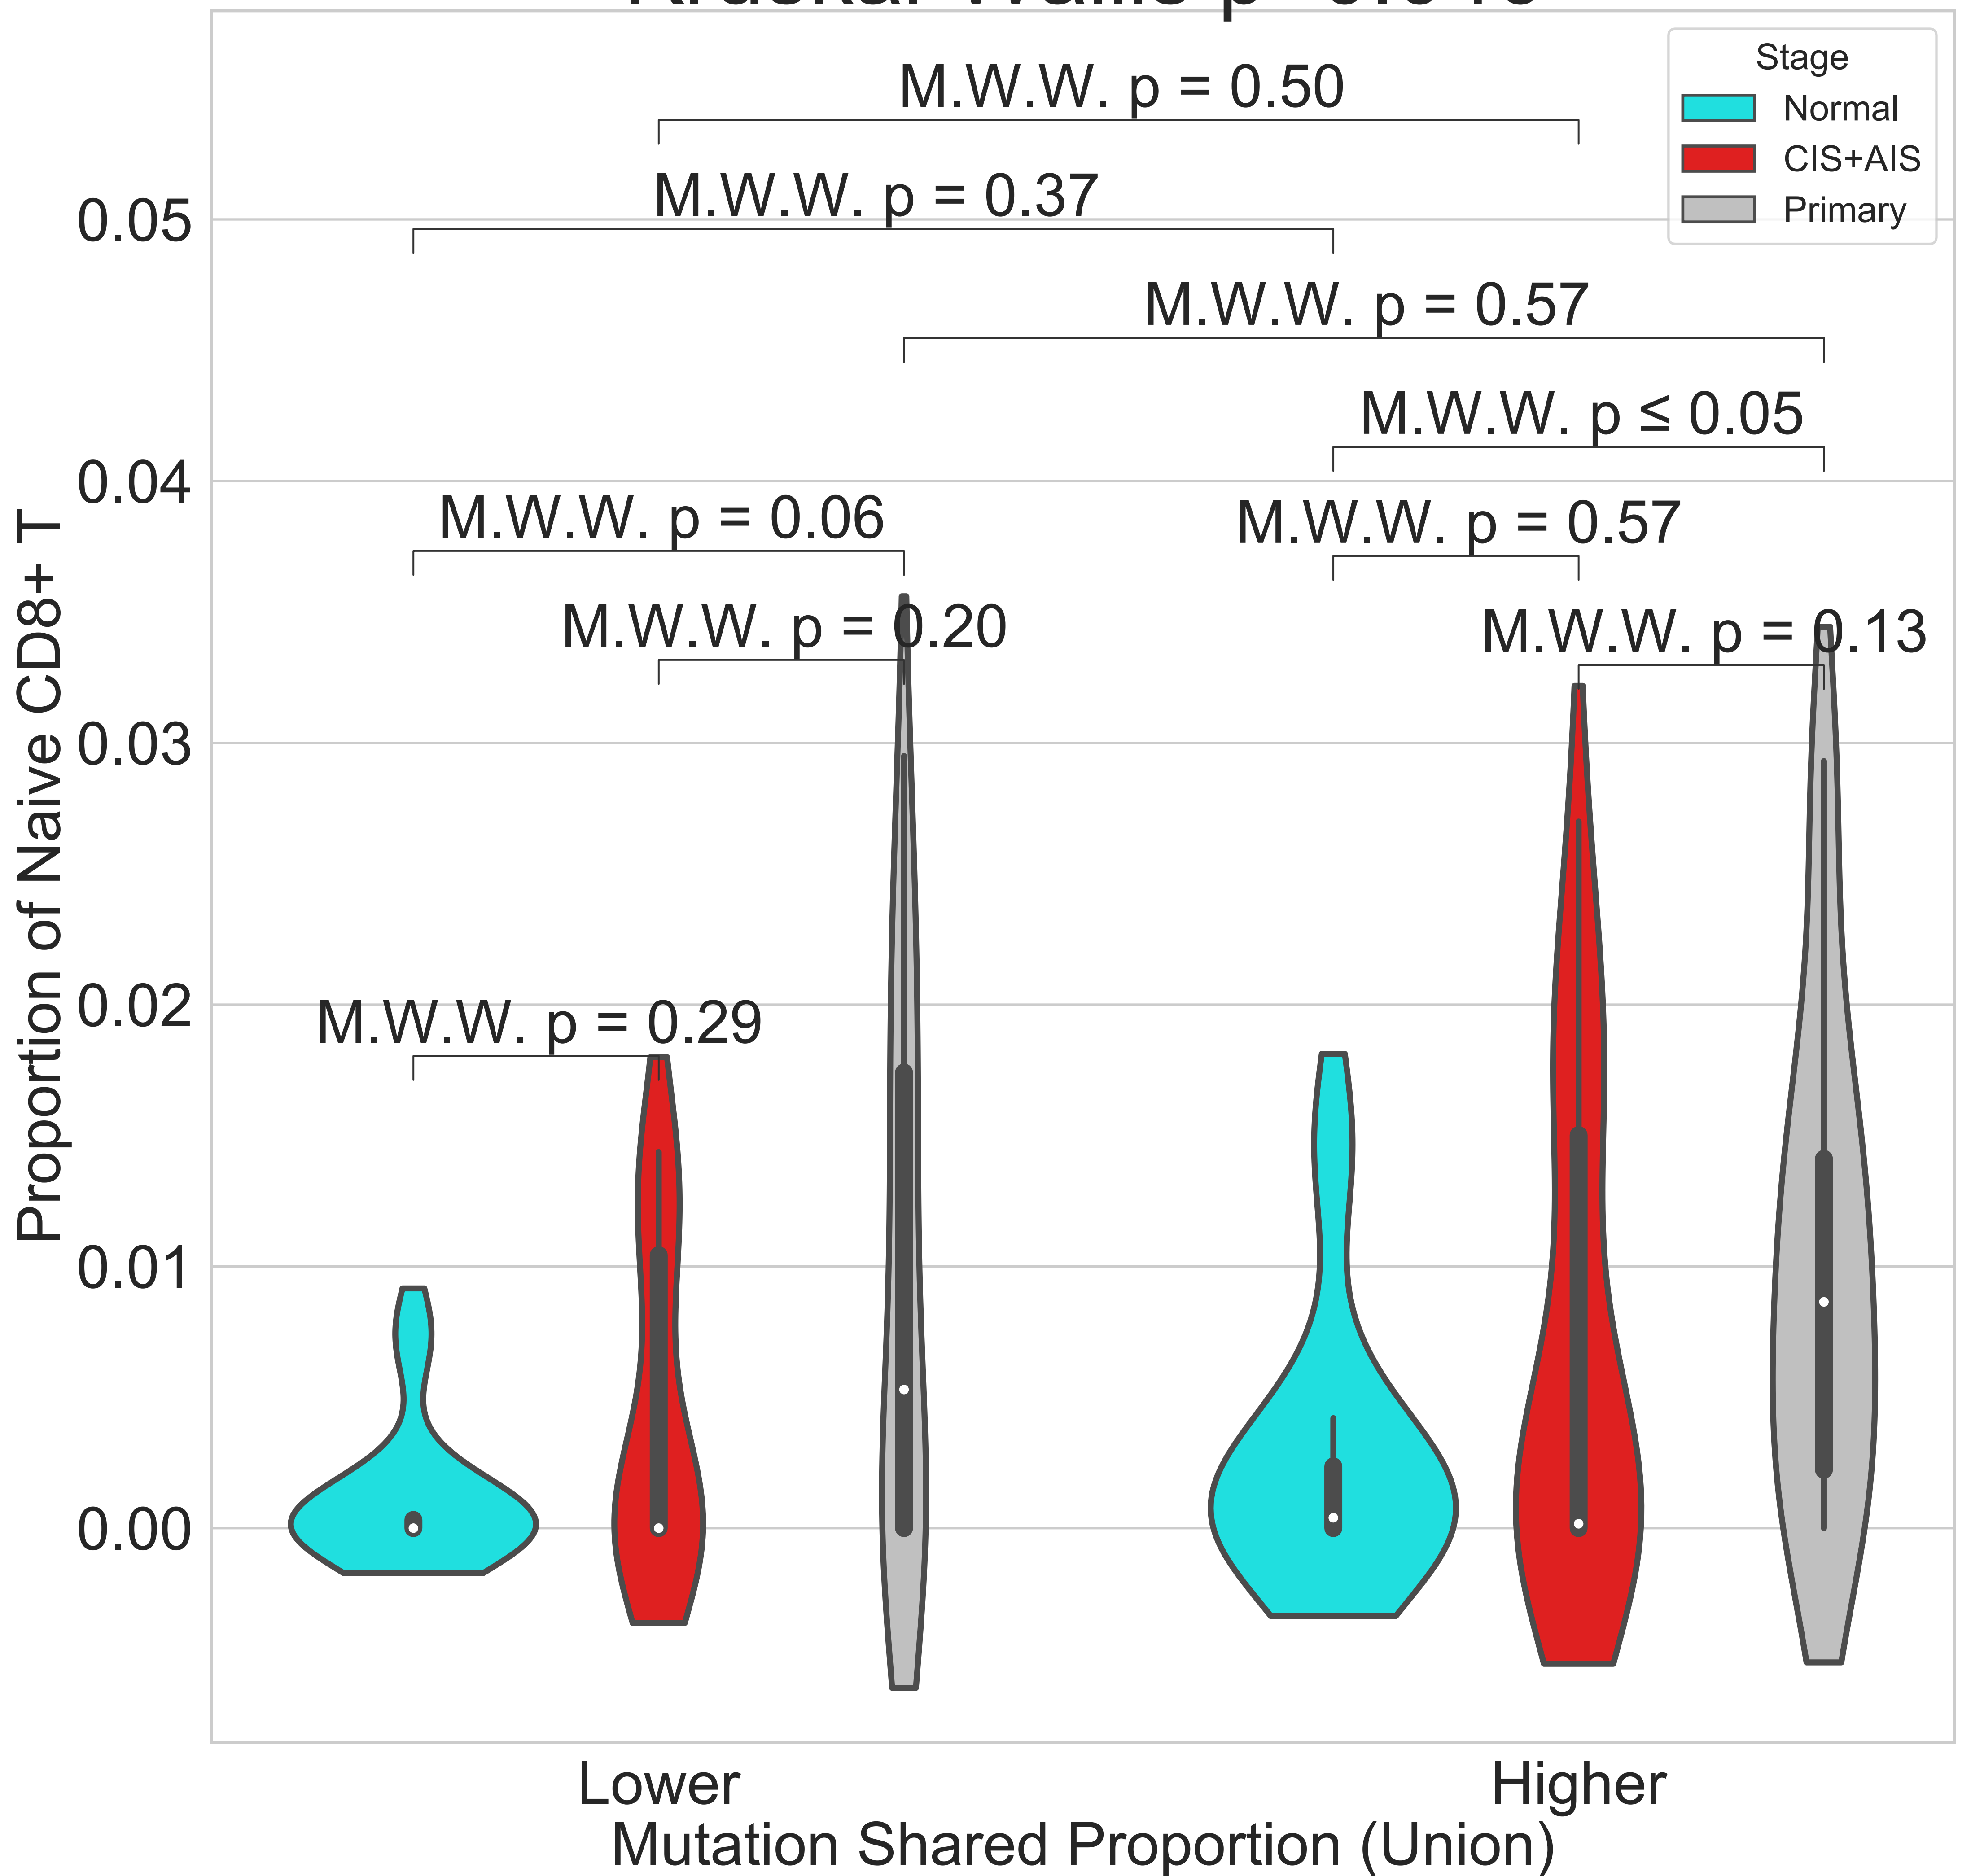 Stage
Normal
CIS+AIS
Primary
M.W.W. p = 0.50
M.W.W. p = 0.37
M.W.W. p = 0.57
M.W.W. p ≤ 0.05
M.W.W. p = 0.06
M.W.W. p = 0.57
M.W.W. p = 0.20
M.W.W. p = 0.13
M.W.W. p = 0.29
0.05
0.04
0.03
0.02
0.01
0.00
Proportion of Naive CD8+ T
Lower
Higher
Mutation Shared Proportion (Union)